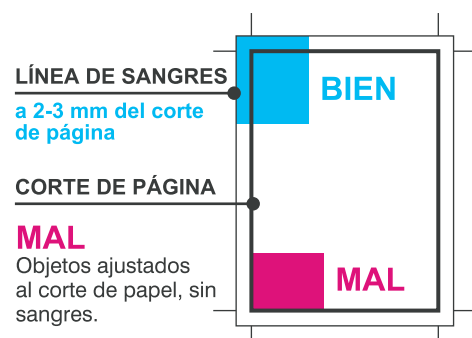 LÍNEA DE SANGRES
a 2-3 mm del corte
de página
BIEN
CORTE DE PÁGINA
MAL
Objetos ajustados
al corte de papel, sin
sangres.
MAL